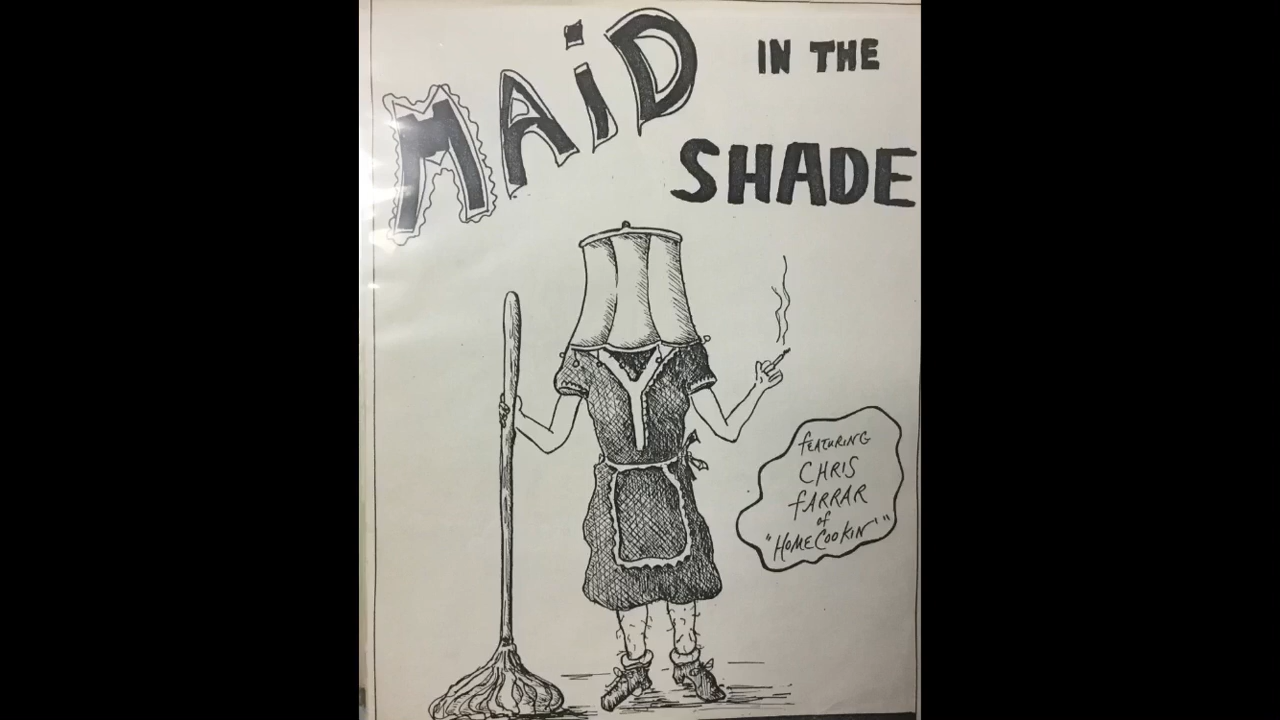 MAiD
IN THE
SHADE
fEATURING
CHRIS
fARRAR
of
"HOMECOOKIN'"